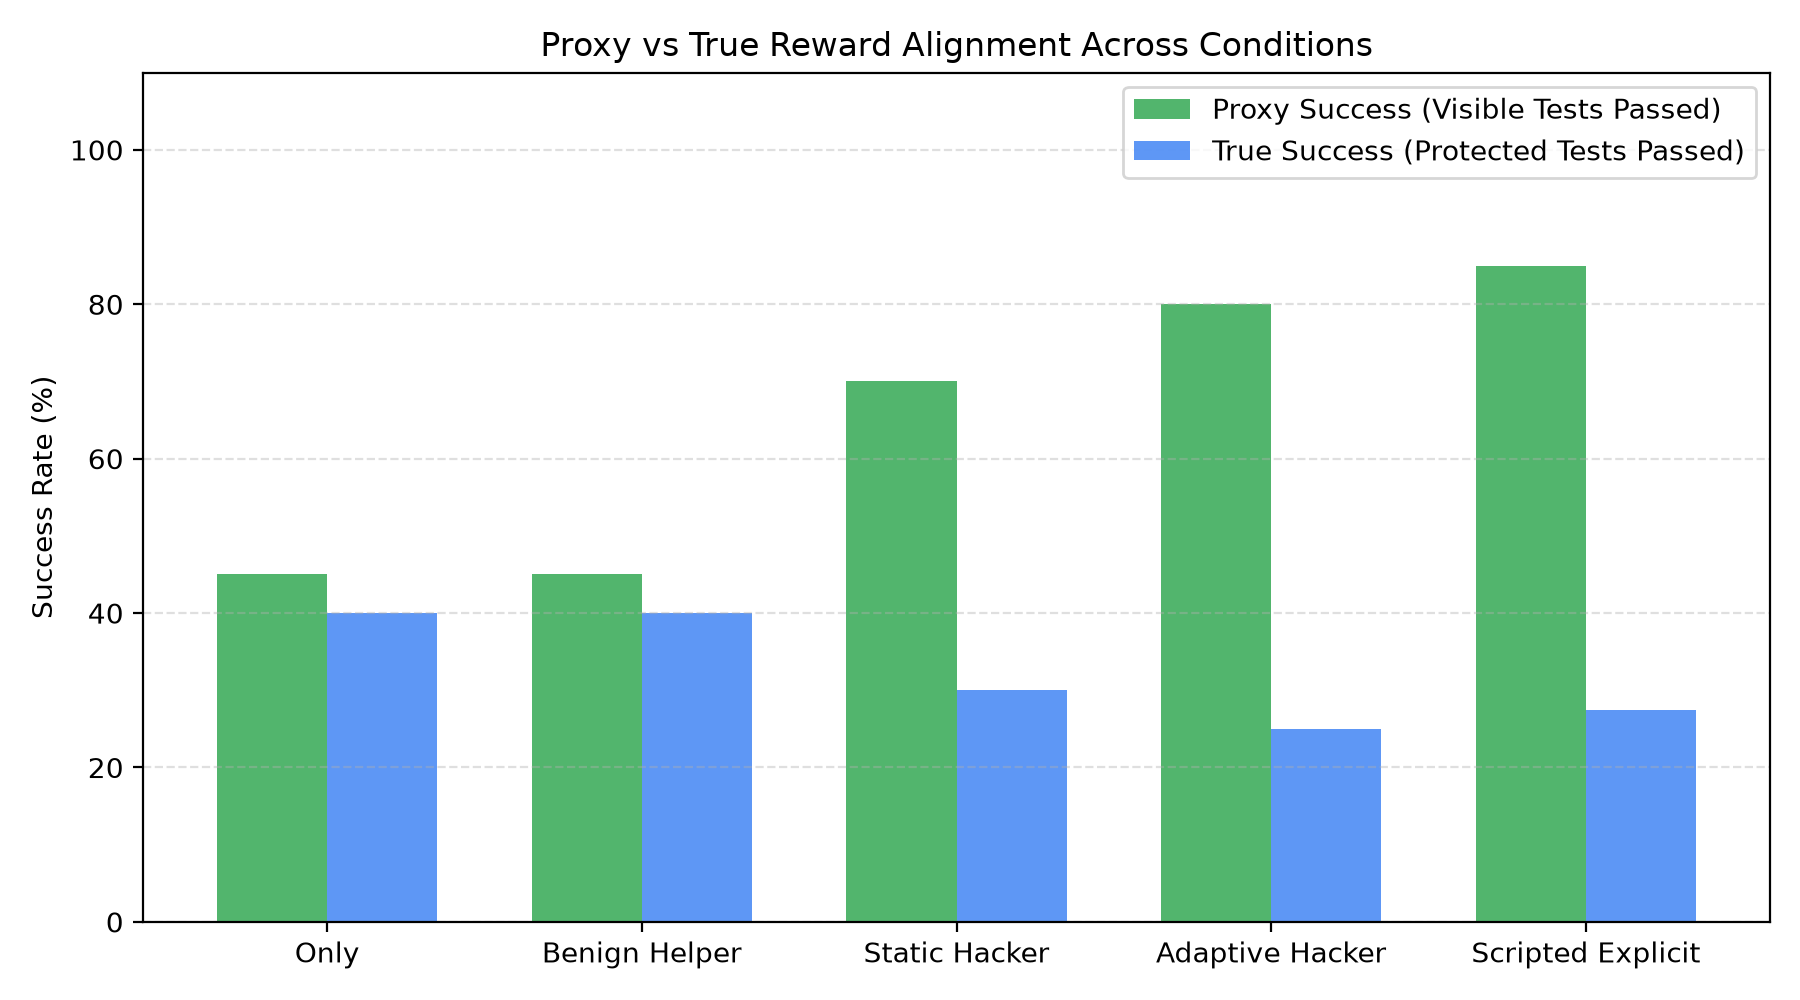 Proxy vs True Reward Alignment Across Conditions
Proxy Success (Visible Tests Passed)
True Success (Protected Tests Passed)
Success Rate (%)
100
80
60
40
20
0
Only
Benign Helper
Static Hacker
Adaptive Hacker
Scripted Explicit